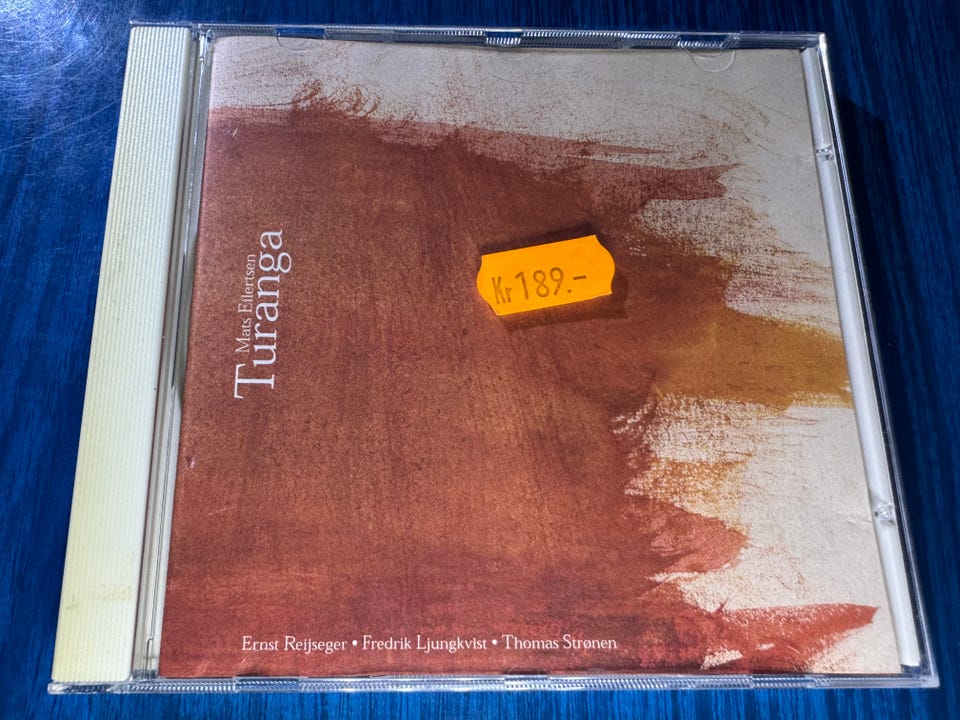 Mats Eilertsen
Turanga
Kr 189.-
Ernst Reijseger • Fredrik Ljungkvist • Thomas Strønen